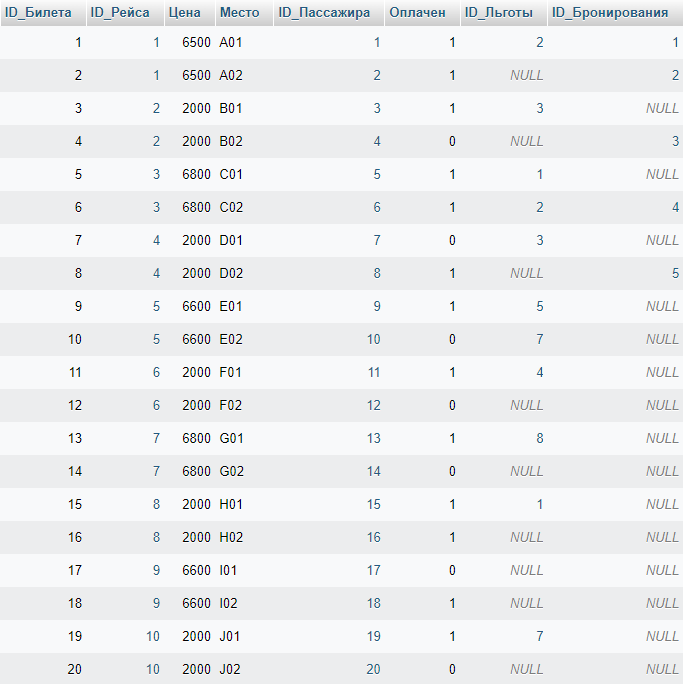 ID_Билета ID_Рейса Цена Место ID_Пассажира Оплачен ID_Льготы ID_Бронирования
1 1 6500 A01 1 1 2 1
2 1 6500 A02 2 1 NULL 2
3 2 2000 B01 3 1 3 NULL
4 2 2000 B02 4 0 NULL 3
5 3 6800 C01 5 1 1 NULL
6 3 6800 C02 6 1 2 4
7 4 2000 D01 7 0 3 NULL
8 4 2000 D02 8 1 NULL 5
9 5 6600 E01 9 1 5 NULL
10 5 6600 E02 10 0 7 NULL
11 6 2000 F01 11 1 4 NULL
12 6 2000 F02 12 0 NULL NULL
13 7 6800 G01 13 1 8 NULL
14 7 6800 G02 14 0 NULL NULL
15 8 2000 H01 15 1 1 NULL
16 8 2000 H02 16 1 NULL NULL
17 9 6600 I01 17 0 NULL NULL
18 9 6600 I02 18 1 NULL NULL
19 10 2000 J01 19 1 7 NULL
20 10 2000 J02 20 0 NULL NULL